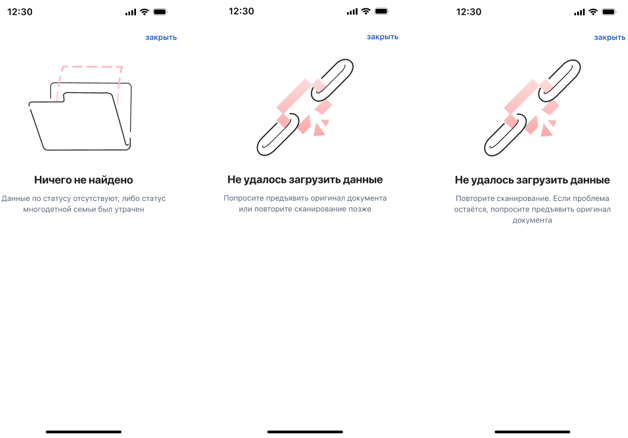 12:30
закрыть
Ничего не найдено
Данные по статусу отсутствуют, либо статус
многодетной семьи был утрачен
12:30
закрыть
Не удалось загрузить данные
Попросите предъявить оригинал документа
или повторите сканирование позже
12:30
закрыть
Не удалось загрузить данные
Повторите сканирование. Если проблема
остаётся, попросите предъявить оригинал
документа